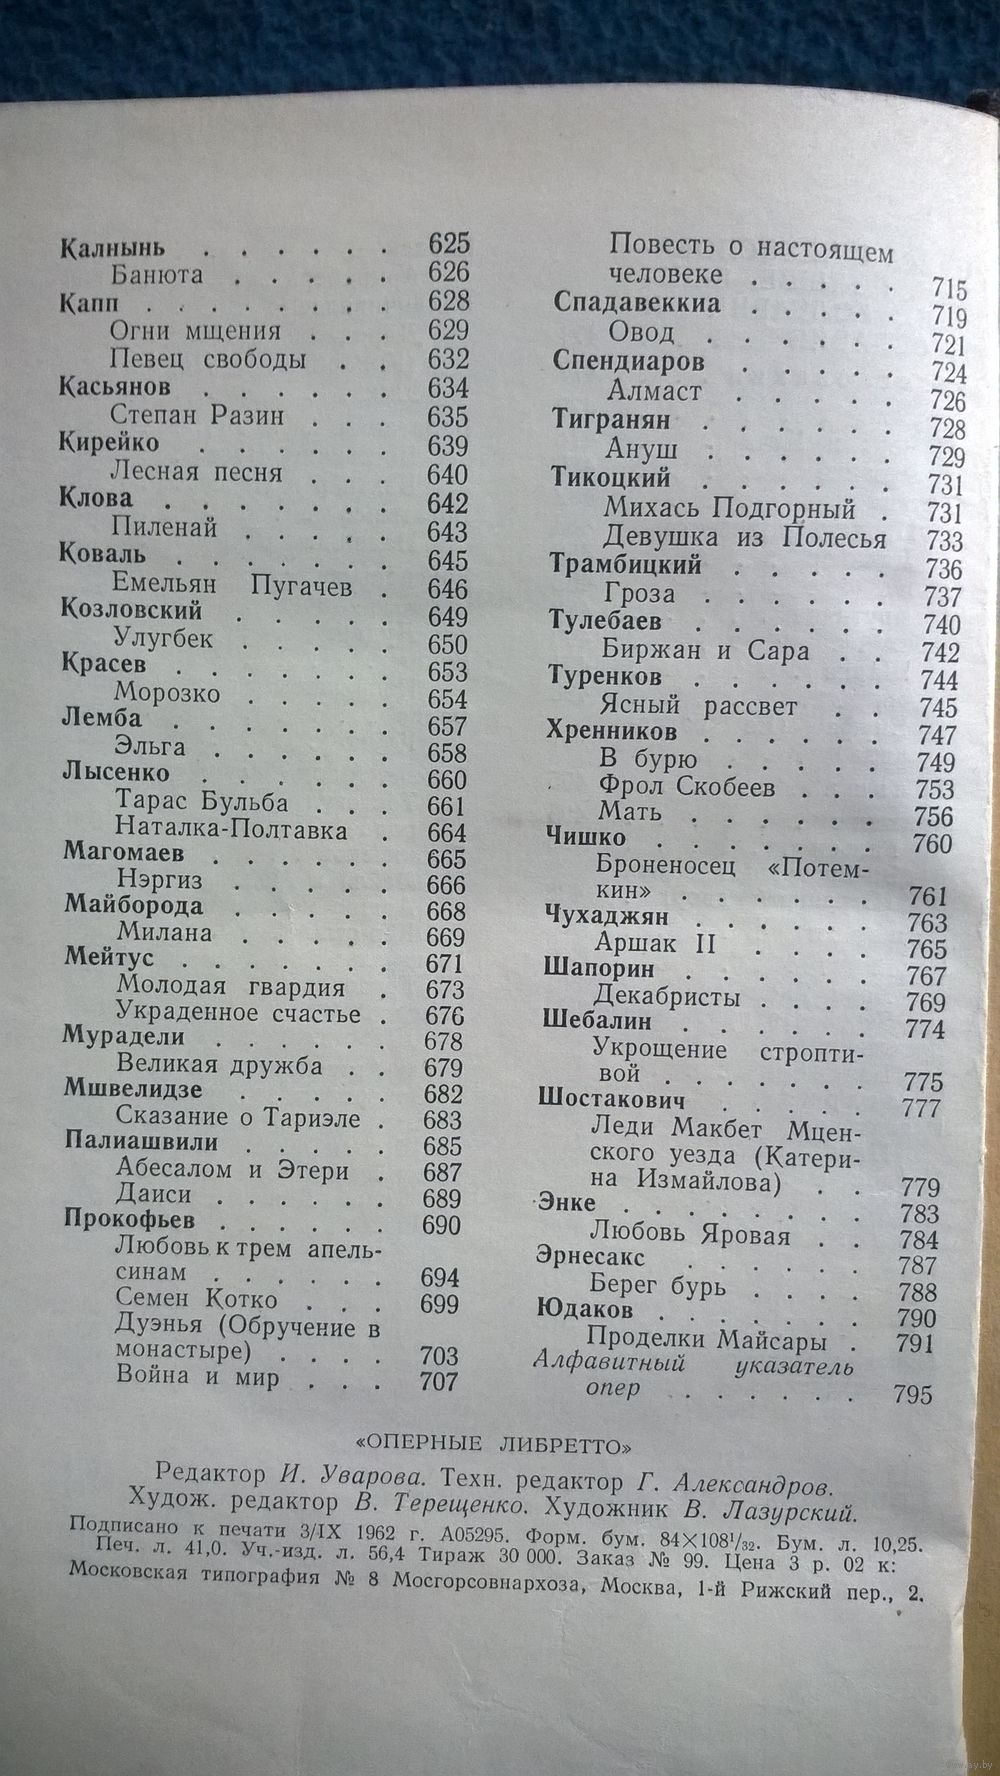 Калнынь . . . . . . 625
Банюта . . . . . 626
Капп . . . . . . . 628
Огни мщения . . . 629
Певец свободы . . 632
Касьянов . . . . . . 634
Степан Разин . . . 635
Кирейко . . . . . . 639
Лесная песня . . . 640
Клова . . . . . . . 642
Пиленай . . . . . 643
Коваль . . . . . . . 645
Емельян Пугачев . 646
Козловский . . . . . 649
Улугбек . . . . . 650
Красев . . . . . . . 653
Морозко . . . . . 654
Лемба . . . . . . . 657
Эльга . . . . . . 658
Лысенко . . . . . . 660
Тарас Бульба . . . 661
Наталка-Полтавка . 664
Магомаев . . . . . . 665
Нэргиз . . . . . 666
Майборода . . . . . 668
Милана . . . . . 669
Мейтус . . . . . . . 671
Молодая гвардия . 673
Украденное счастье . 676
Мурадели . . . . . . 678
Великая дружба . . 679
Мшвелидзе . . . . . 682
Сказание о Тариэле . 683
Палиашвили . . . . . 685
Абесалом и Этери . 687
Даиси . . . . . . 689
Прокофьев . . . . . . 690
Любовь к трем апель-
синам . . . . . . 694
Семен Котко . . . 699
Дуэнья (Обручение в
монастыре) . . . . 703
Война и мир . . . 707
Повесть о настоящем
человеке . . . . . 715
Спадавеккиа . . . . . 719
Овод . . . . . . 721
Спендиаров . . . . . 724
Алмаст . . . . . 726
Тигранян . . . . . . 728
Ануш . . . . . . 729
Тикоцкий . . . . . . 731
Михась Подгорный . 731
Девушка из Полесья 733
Трамбицкий . . . . . 736
Гроза . . . . . . 737
Тулебаев . . . . . . 740
Биржан и Сара . . 742
Туренков . . . . . . 744
Ясный рассвет . . 745
Хренников . . . . . . 747
В бурю . . . . . 749
Фрол Скобеев . . . 753
Мать . . . . . . 756
Чишко . . . . . . . 760
Броненосец «Потем-
кин» . . . . . . 761
Чухаджян . . . . . . 763
Аршак II . . . . 765
Шапорин . . . . . . 767
Декабристы . . . . 769
Шебалин . . . . . . 774
Укрощение стропти-
вой . . . . . . 775
Шостакович . . . . . 777
Леди Макбет Мцен-
ского уезда (Катери-
на Измайлова) . . 779
Энке . . . . . . . . 783
Любовь Яровая . . 784
Эрнесакс . . . . . . 787
Берег бурь . . . . 788
Юдаков . . . . . . . 790
Проделки Майсары . 791
Алфавитный указатель
опер . . . . . . 795
«ОПЕРНЫЕ ЛИБРЕТТО»
Редактор И. Уварова. Техн. редактор Г. Александров.
Худож. редактор В. Терещенко. Художник В. Лазурский.
Подписано к печати 3/IX 1962 г. А05295. Форм. бум. 84×108¹/₃₂. Бум. л. 10,25.
Печ. л. 41,0. Уч.-изд. л. 56,4 Тираж 30 000. Заказ № 99. Цена 3 р. 02 к:
Московская типография № 8 Мосгорсовнархоза, Москва, 1-й Рижский пер., 2.